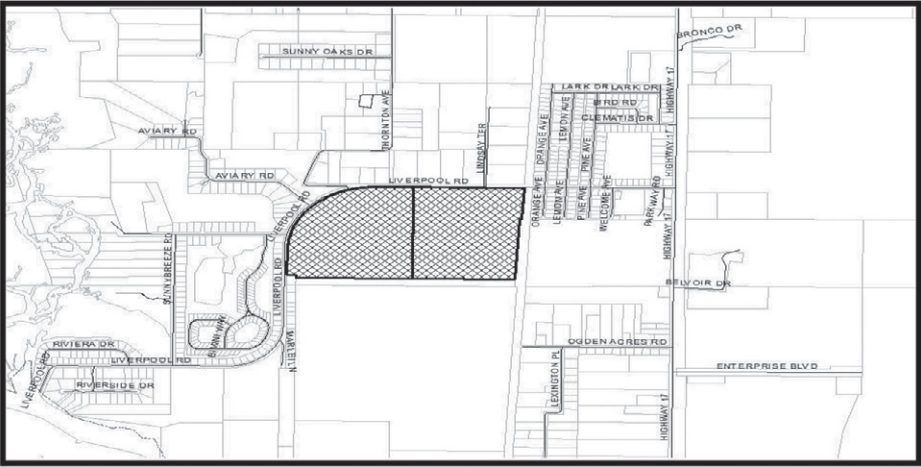 BRONCO DR
SUNNY OAKS DR
HIGHWAY 17
LARK DR
LARK DR
BIRD RD
CLEMATIS DR
THORNTON AVE
LINDSAY TER
ORANGE AVE
LEMON AVE
PINE AVE
HIGHWAY 17
AVIARY RD
AVIARY RD
LIVERPOOL RD
LIVERPOOL RD
ORANGE AVE
LEMON AVE
PINE AVE
WELCOME AVE
PARKWAY RD
HIGHWAY 17
SUNNYBREEZE RD
LIVERPOOL RD
BELVOIR DR
MARLEI LN
RIVIERA DR
LIVERPOOL RD
LIVERPOOL RD
RIVERSIDE DR
OGDEN ACRES RD
LEXINGTON PL
ENTERPRISE BLVD
HIGHWAY 17